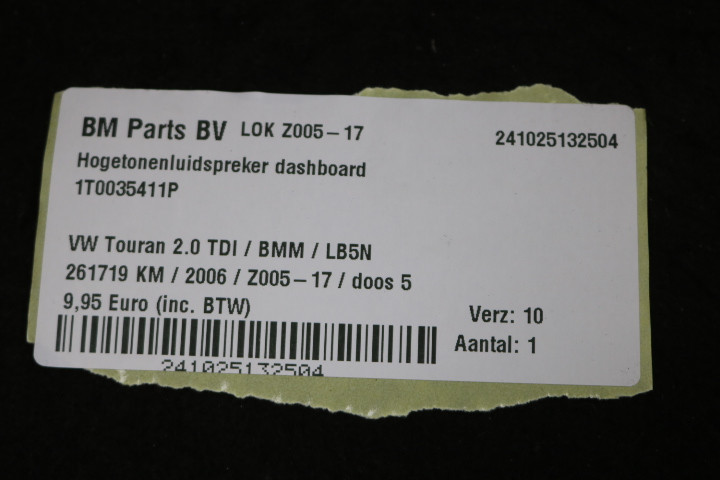 BM Parts BV LOK Z005-17 241025132504
Hogetonenluidspreker dashboard
1T0035411P
VW Touran 2.0 TDI / BMM / LB5N
261719 KM / 2006 / Z005-17 / doos 5
9,95 Euro (inc. BTW)
Verz: 10
Aantal: 1
241025132504